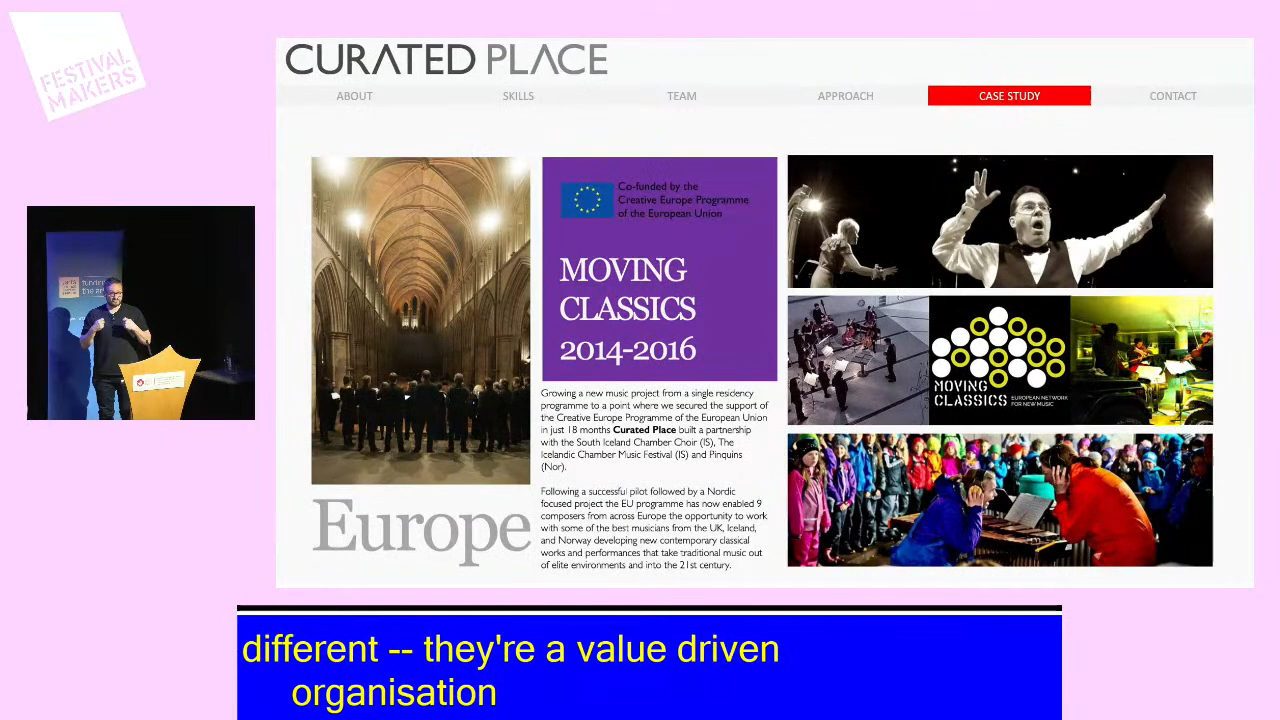 FESTIVAL
MAKERS
CURATED PLACE
ABOUT
SKILLS
TEAM
APPROACH
CASE STUDY
CONTACT
Co-funded by the
Creative Europe Programme
of the European Union
MOVING
CLASSICS
2014-2016
Growing a new music project from a single residency
programme to a point where we secured the support of
the Creative Europe Programme of the European Union
in just 18 months Curated Place built a partnership
with the South Iceland Chamber Choir (IS), The
Icelandic Chamber Music Festival (IS) and Pinquins
(Nor).
Following a successful pilot followed by a Nordic
focused project the EU programme has now enabled 9
composers from across Europe the opportunity to work
with some of the best musicians from the UK, Iceland,
and Norway developing new contemporary classical
works and performances that take traditional music out
of elite environments and into the 21st century.
Europe
MOVING
CLASSICS
EUROPEAN NETWORK
FOR NEW MUSIC
different -- they're a value driven
organisation